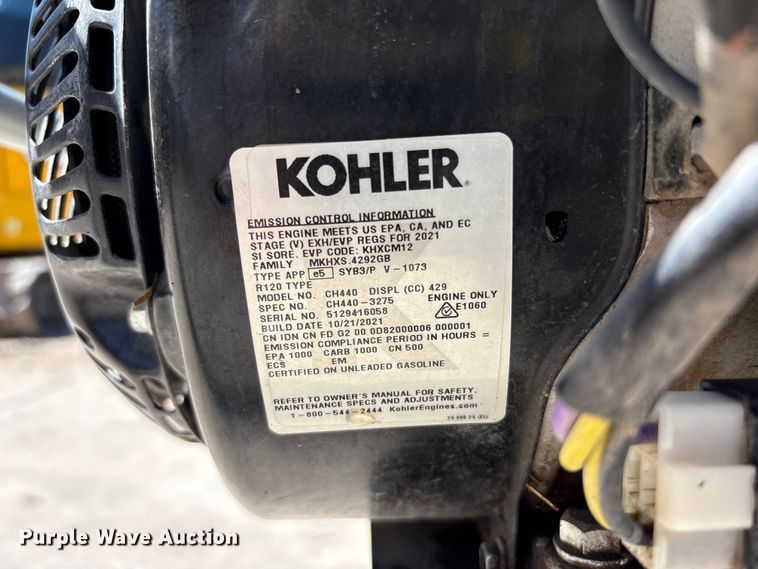 KOHLER®
EMISSION CONTROL INFORMATION
THIS ENGINE MEETS US EPA, CA, AND EC
STAGE (V) EXH/EVP REGS FOR 2021
SI SORE. EVP CODE: KHXCM12
FAMILY MKHXS.4292GB
TYPE APP e5 SYB3/P V-1073
R120 TYPE
MODEL NO. CH440 DISPL (CC) 429
SPEC NO. CH440-3275 ENGINE ONLY
SERIAL NO. 5129416058 E1060
BUILD DATE 10/21/2021
CN IDN CN FD G2 00 0D82000006 000001
EMISSION COMPLIANCE PERIOD IN HOURS =
EPA 1000 CARB 1000 CN 500
ECS EM
CERTIFIED ON UNLEADED GASOLINE
REFER TO OWNER'S MANUAL FOR SAFETY,
MAINTENANCE SPECS AND ADJUSTMENTS
1-800-544-2444 KohlerEngines.com
Purple Wave Auction